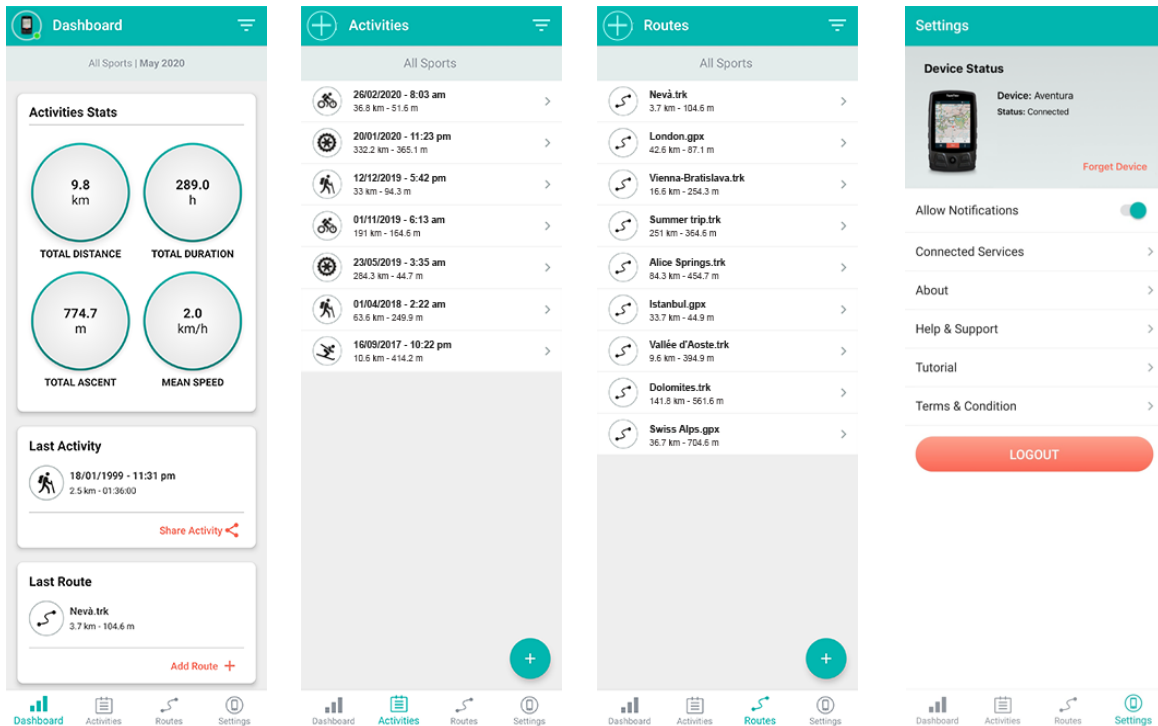 Dashboard
All Sports | May 2020
Activities Stats
9.8
km
289.0
h
TOTAL DISTANCE
TOTAL DURATION
774.7
m
2.0
km/h
TOTAL ASCENT
MEAN SPEED
Last Activity
18/01/1999 - 11:31 pm
2.5 km - 01:36:00
Share Activity
Last Route
Nevà.trk
3.7 km - 104.6 m
Add Route
Dashboard
Activities
Routes
Settings
Activities
All Sports
26/02/2020 - 8:03 am
36.8 km - 51.6 m
20/01/2020 - 11:23 pm
332.2 km - 365.1 m
12/12/2019 - 5:42 pm
33 km - 94.3 m
01/11/2019 - 6:13 am
191 km - 164.6 m
23/05/2019 - 3:35 am
284.3 km - 44.7 m
01/04/2018 - 2:22 am
63.6 km - 249.9 m
16/09/2017 - 10:22 pm
10.6 km - 414.2 m
Dashboard
Activities
Routes
Settings
Routes
All Sports
Nevà.trk
3.7 km - 104.6 m
London.gpx
42.6 km - 87.1 m
Vienna-Bratislava.trk
16.6 km - 254.3 m
Summer trip.trk
251 km - 364.6 m
Alice Springs.trk
84.3 km - 454.7 m
Istanbul.gpx
33.7 km - 44.9 m
Vallée d'Aoste.trk
9.6 km - 394.9 m
Dolomites.trk
141.8 km - 561.6 m
Swiss Alps.gpx
36.7 km - 704.6 m
Dashboard
Activities
Routes
Settings
Settings
Device Status
Device: Aventura
Status: Connected
Forget Device
Allow Notifications
Connected Services
About
Help & Support
Tutorial
Terms & Condition
LOGOUT
Dashboard
Activities
Routes
Settings